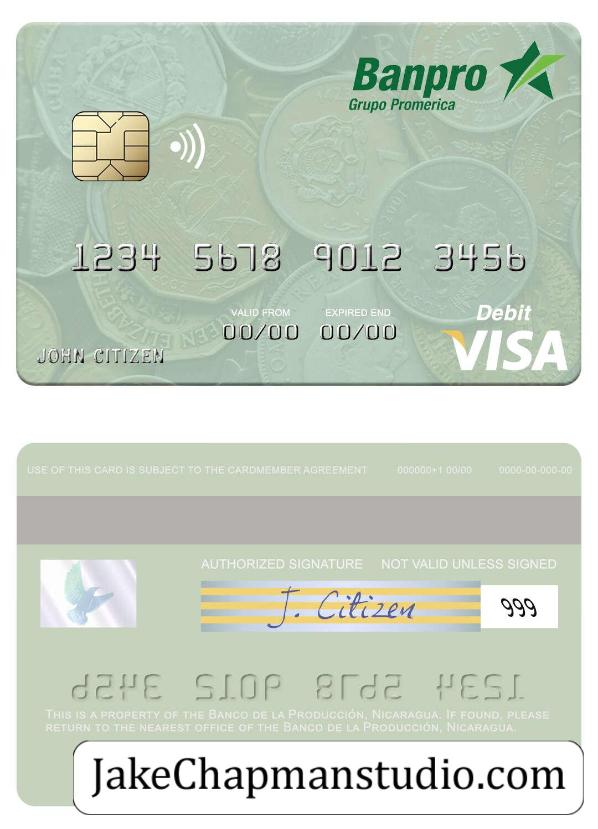 Banpro
Grupo Promerica
1234 5678 9012 3456
VALID FROM EXPIRED END
00/00 00/00
JOHN CITIZEN
Debit
VISA
USE OF THIS CARD IS SUBJECT TO THE CARDMEMBER AGREEMENT 000000+1 00/00 0000-00-000-00
AUTHORIZED SIGNATURE NOT VALID UNLESS SIGNED
J. Citizen 999
THIS IS A PROPERTY OF THE BANCO DE LA PRODUCCIÓN, NICARAGUA. IF FOUND, PLEASE
RETURN TO THE NEAREST OFFICE OF THE BANCO DE LA PRODUCCIÓN, NICARAGUA.
JakeChapmanstudio.com